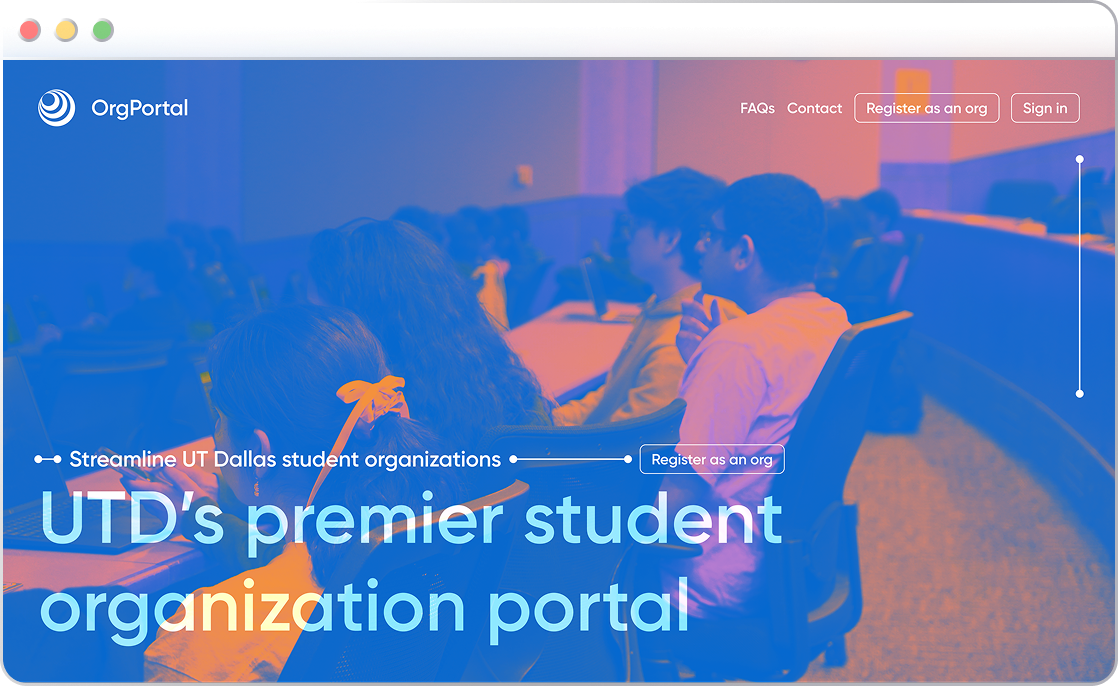 OrgPortal
FAQs Contact Register as an org Sign in
Streamline UT Dallas student organizations Register as an org
UTD’s premier student
organization portal